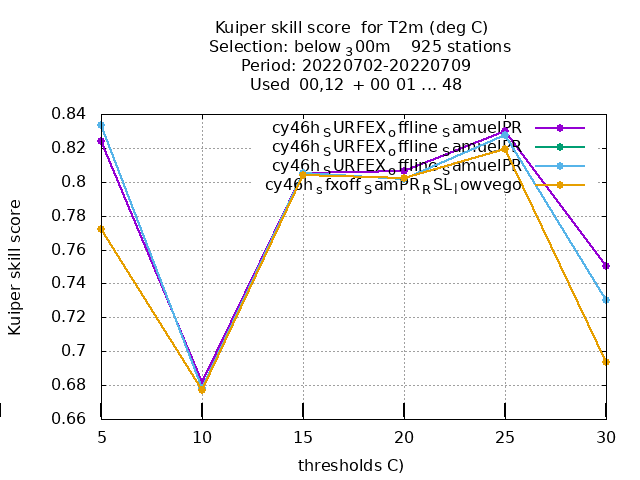 Kuiper skill score  for T2m (deg C)
Selection: below 300m    925 stations
Period: 20220702-20220709
Used  00,12  + 00 01 ... 48
cy46h SURFEX offline SamuelPR
cy46h SURFEX offline SamuelPR
cy46h SURFEX offline SamuelPR
cy46h sfxoff SamPR RSL lowvego
Kuiper skill score
0.84
0.82
0.8
0.78
0.76
0.74
0.72
0.7
0.68
0.66
5 10 15 20 25 30
thresholds C)